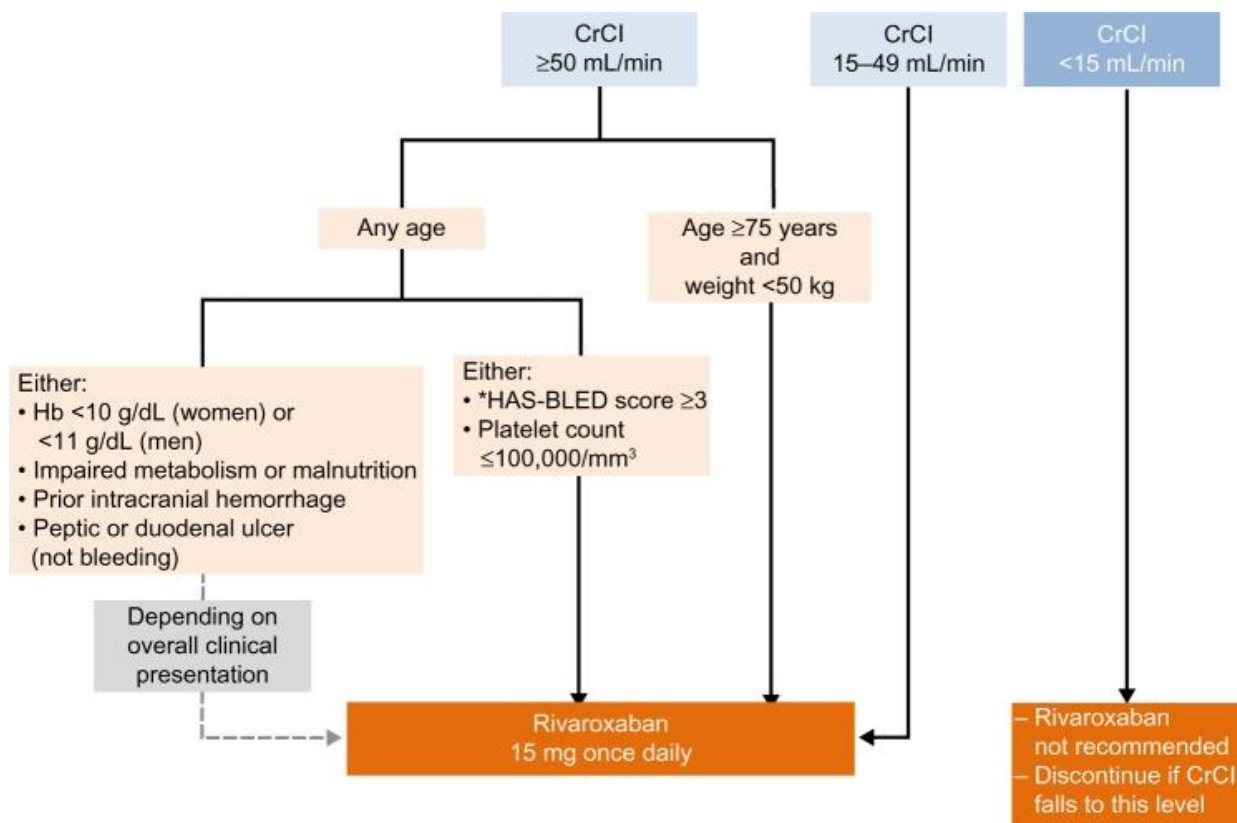 CrCl
≥50 mL/min
CrCl
15–49 mL/min
CrCl
<15 mL/min
Any age
Age ≥75 years
and
weight <50 kg
Either:
• Hb <10 g/dL (women) or
<11 g/dL (men)
• Impaired metabolism or malnutrition
• Prior intracranial hemorrhage
• Peptic or duodenal ulcer
(not bleeding)
Either:
• *HAS-BLED score ≥3
• Platelet count
≤100,000/mm³
Depending on
overall clinical
presentation
Rivaroxaban
15 mg once daily
– Rivaroxaban
not recommended
– Discontinue if CrCl
falls to this level